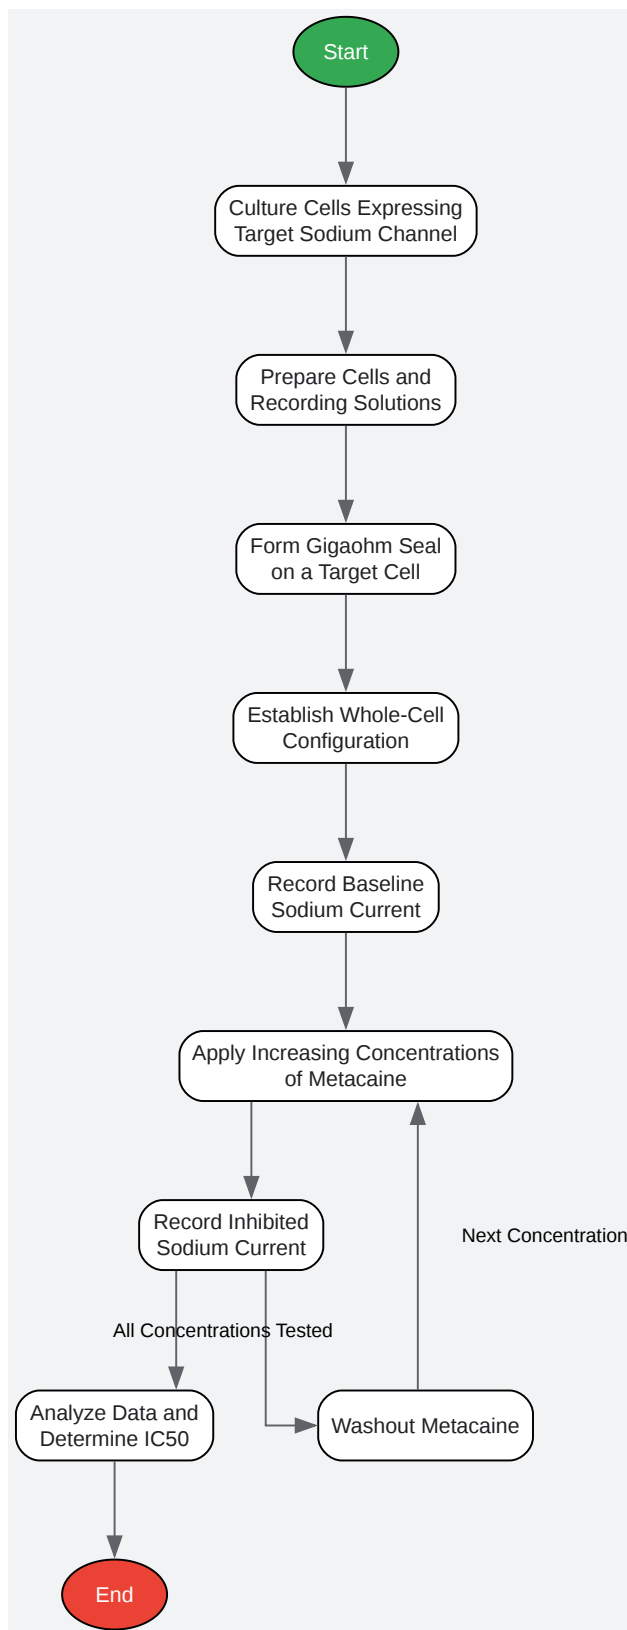 Start
Culture Cells Expressing
Target Sodium Channel
Prepare Cells and
Recording Solutions
Form Gigaohm Seal
on a Target Cell
Establish Whole-Cell
Configuration
Record Baseline
Sodium Current
Apply Increasing Concentrations
of Metacaine
Record Inhibited
Sodium Current
Next Concentration
All Concentrations Tested
Analyze Data and
Determine IC50
Washout Metacaine
End